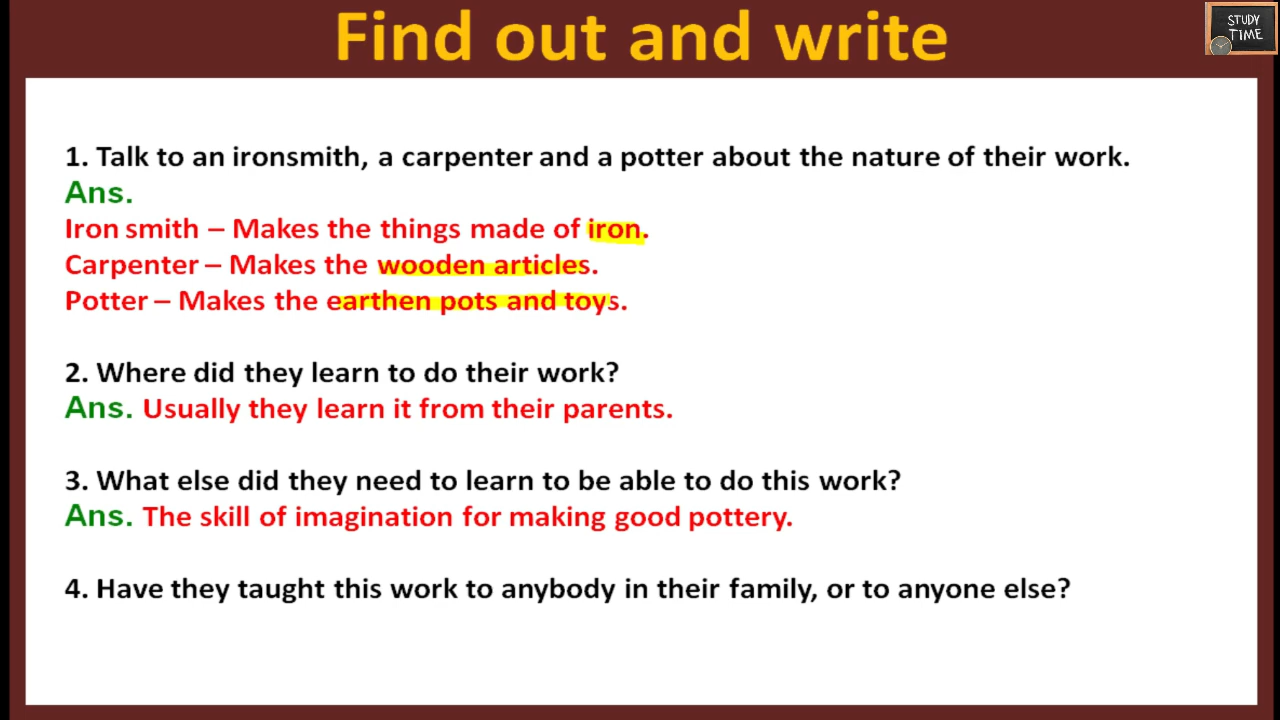 Find out and write
STUDY
TIME
1. Talk to an ironsmith, a carpenter and a potter about the nature of their work.
Ans.
Iron smith – Makes the things made of iron.
Carpenter – Makes the wooden articles.
Potter – Makes the earthen pots and toys.
2. Where did they learn to do their work?
Ans. Usually they learn it from their parents.
3. What else did they need to learn to be able to do this work?
Ans. The skill of imagination for making good pottery.
4. Have they taught this work to anybody in their family, or to anyone else?